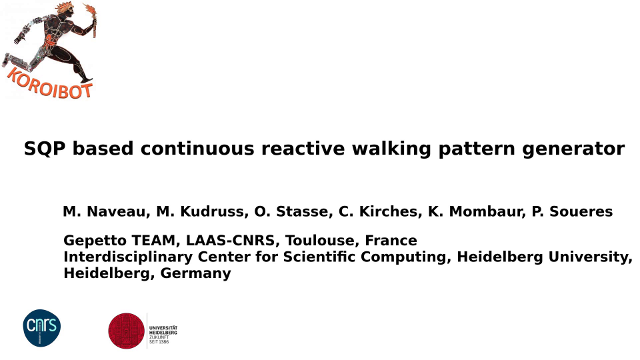 KOROIBOT
SQP based continuous reactive walking pattern generator
M. Naveau, M. Kudruss, O. Stasse, C. Kirches, K. Mombaur, P. Soueres
Gepetto TEAM, LAAS-CNRS, Toulouse, France
Interdisciplinary Center for Scientific Computing, Heidelberg University,
Heidelberg, Germany
cnrs
UNIVERSITÄT
HEIDELBERG
ZUKUNFT
SEIT 1386